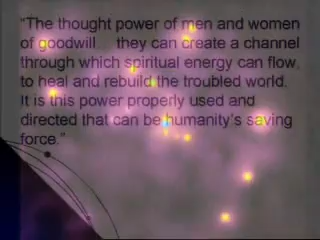 “The thought power of men and women
of goodwill... they can create a channel
through which spiritual energy can flow,
to heal and rebuild the troubled world.
It is this power properly used and
directed that can be humanity’s saving
force.”